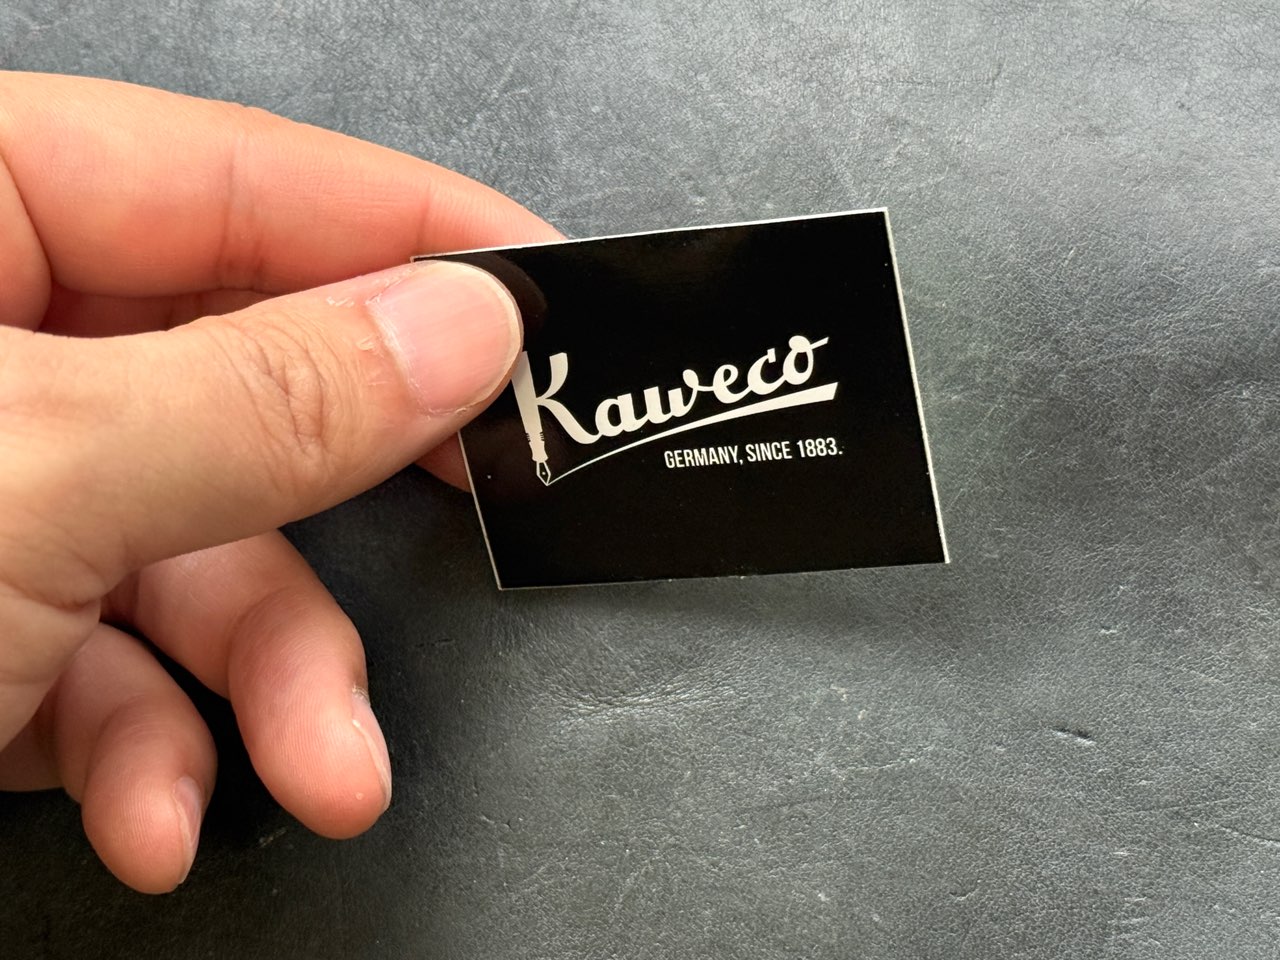 Kaweco
GERMANY, SINCE 1883.